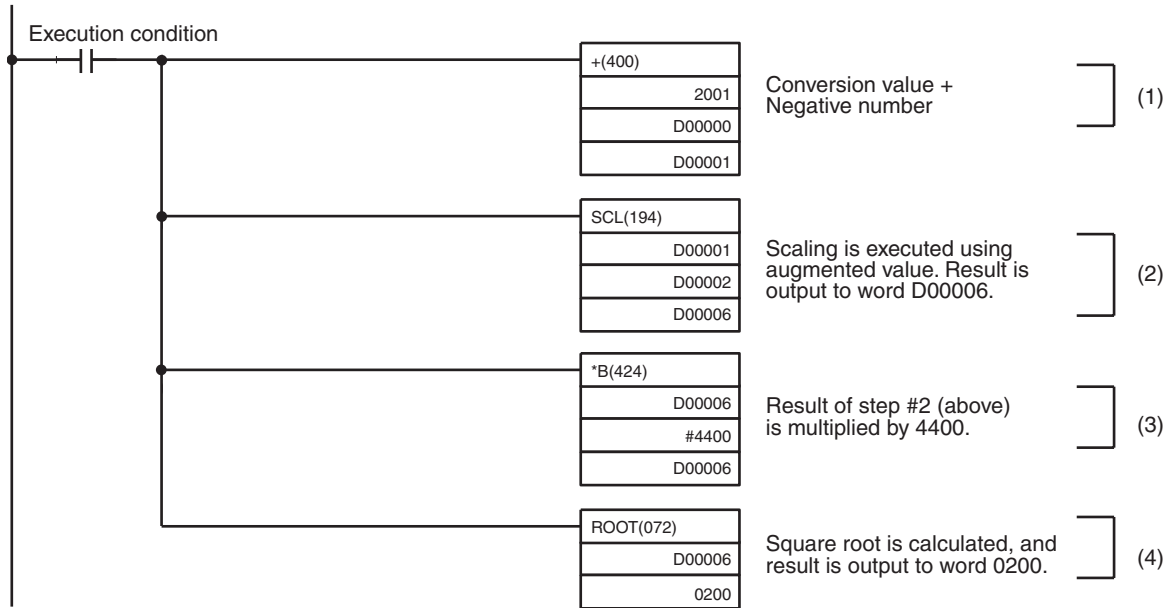 Execution condition
+(400)
2001
D00000
D00001
Conversion value +
Negative number
(1)
SCL(194)
D00001
D00002
D00006
Scaling is executed using
augmented value. Result is
output to word D00006.
(2)
*B(424)
D00006
#4400
D00006
Result of step #2 (above)
is multiplied by 4400.
(3)
ROOT(072)
D00006
0200
Square root is calculated, and
result is output to word 0200.
(4)